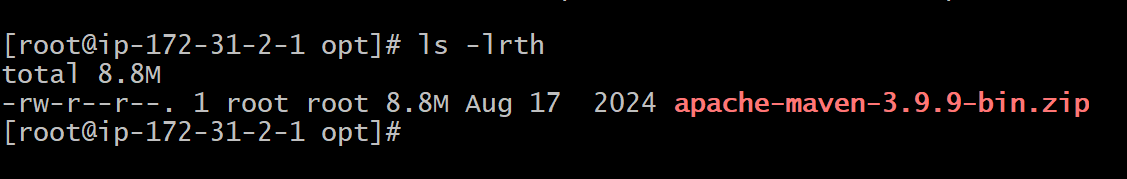 [root@ip-172-31-2-1 opt]# ls -lrth
total 8.8M
-rw-r--r--. 1 root root 8.8M Aug 17  2024 apache-maven-3.9.9-bin.zip
[root@ip-172-31-2-1 opt]#